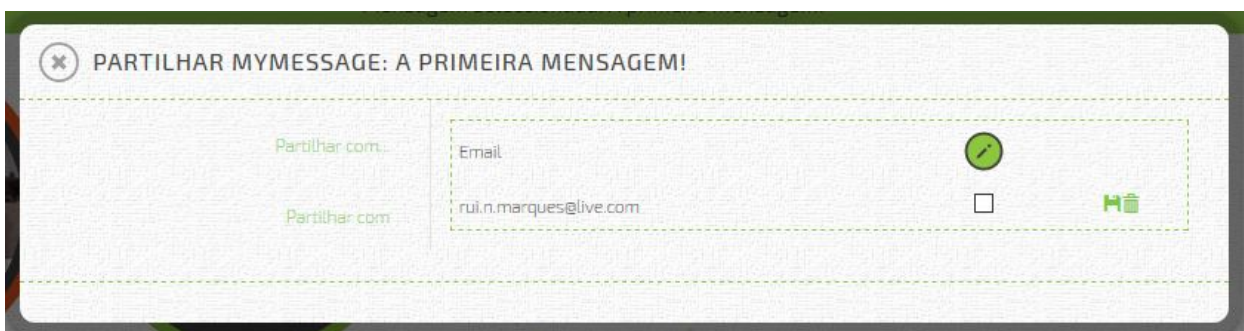 PARTILHAR MYMESSAGE: A PRIMEIRA MENSAGEM!
Partilhar com...
Email
rui.n.marques@live.com
Partilhar com